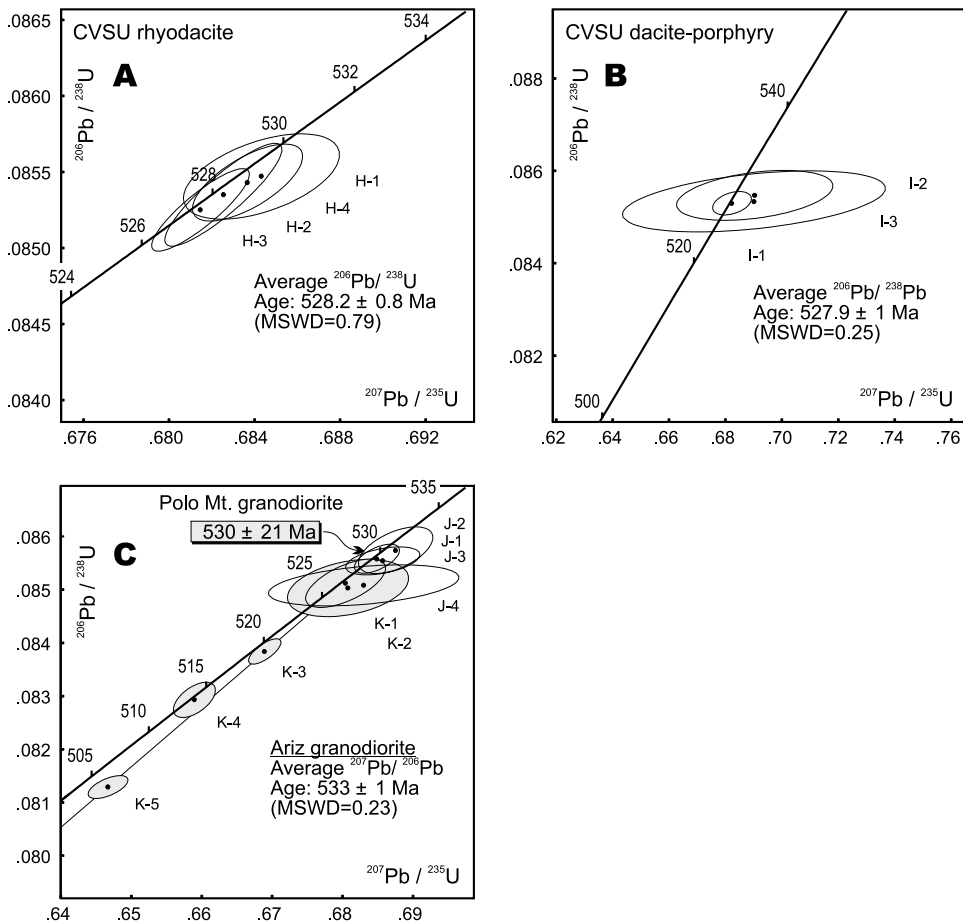 CVSU rhyodacite
A
²⁰⁶Pb / ²³⁸U
.0865
.0860
.0855
.0850
.0845
.0840
534
532
530
528
526
524
H-1
H-4
H-2
H-3
Average ²⁰⁶Pb/ ²³⁸U
Age: 528.2 ± 0.8 Ma
(MSWD=0.79)
²⁰⁷Pb / ²³⁵U
.676
.680
.684
.688
.692
CVSU dacite-porphyry
B
²⁰⁶Pb / ²³⁸U
.088
.086
.084
.082
540
520
500
I-2
I-3
I-1
Average ²⁰⁶Pb/ ²³⁸Pb
Age: 527.9 ± 1 Ma
(MSWD=0.25)
²⁰⁷Pb / ²³⁵U
.62
.64
.66
.68
.70
.72
.74
.76
Polo Mt. granodiorite
530 ± 21 Ma
C
²⁰⁶Pb / ²³⁸U
.086
.085
.084
.083
.082
.081
.080
535
530
525
520
515
510
505
J-2
J-1
J-3
J-4
K-1
K-2
K-3
K-4
K-5
Ariz granodiorite
Average ²⁰⁷Pb/ ²⁰⁶Pb
Age: 533 ± 1 Ma
(MSWD=0.23)
²⁰⁷Pb / ²³⁵U
.64
.65
.66
.67
.68
.69